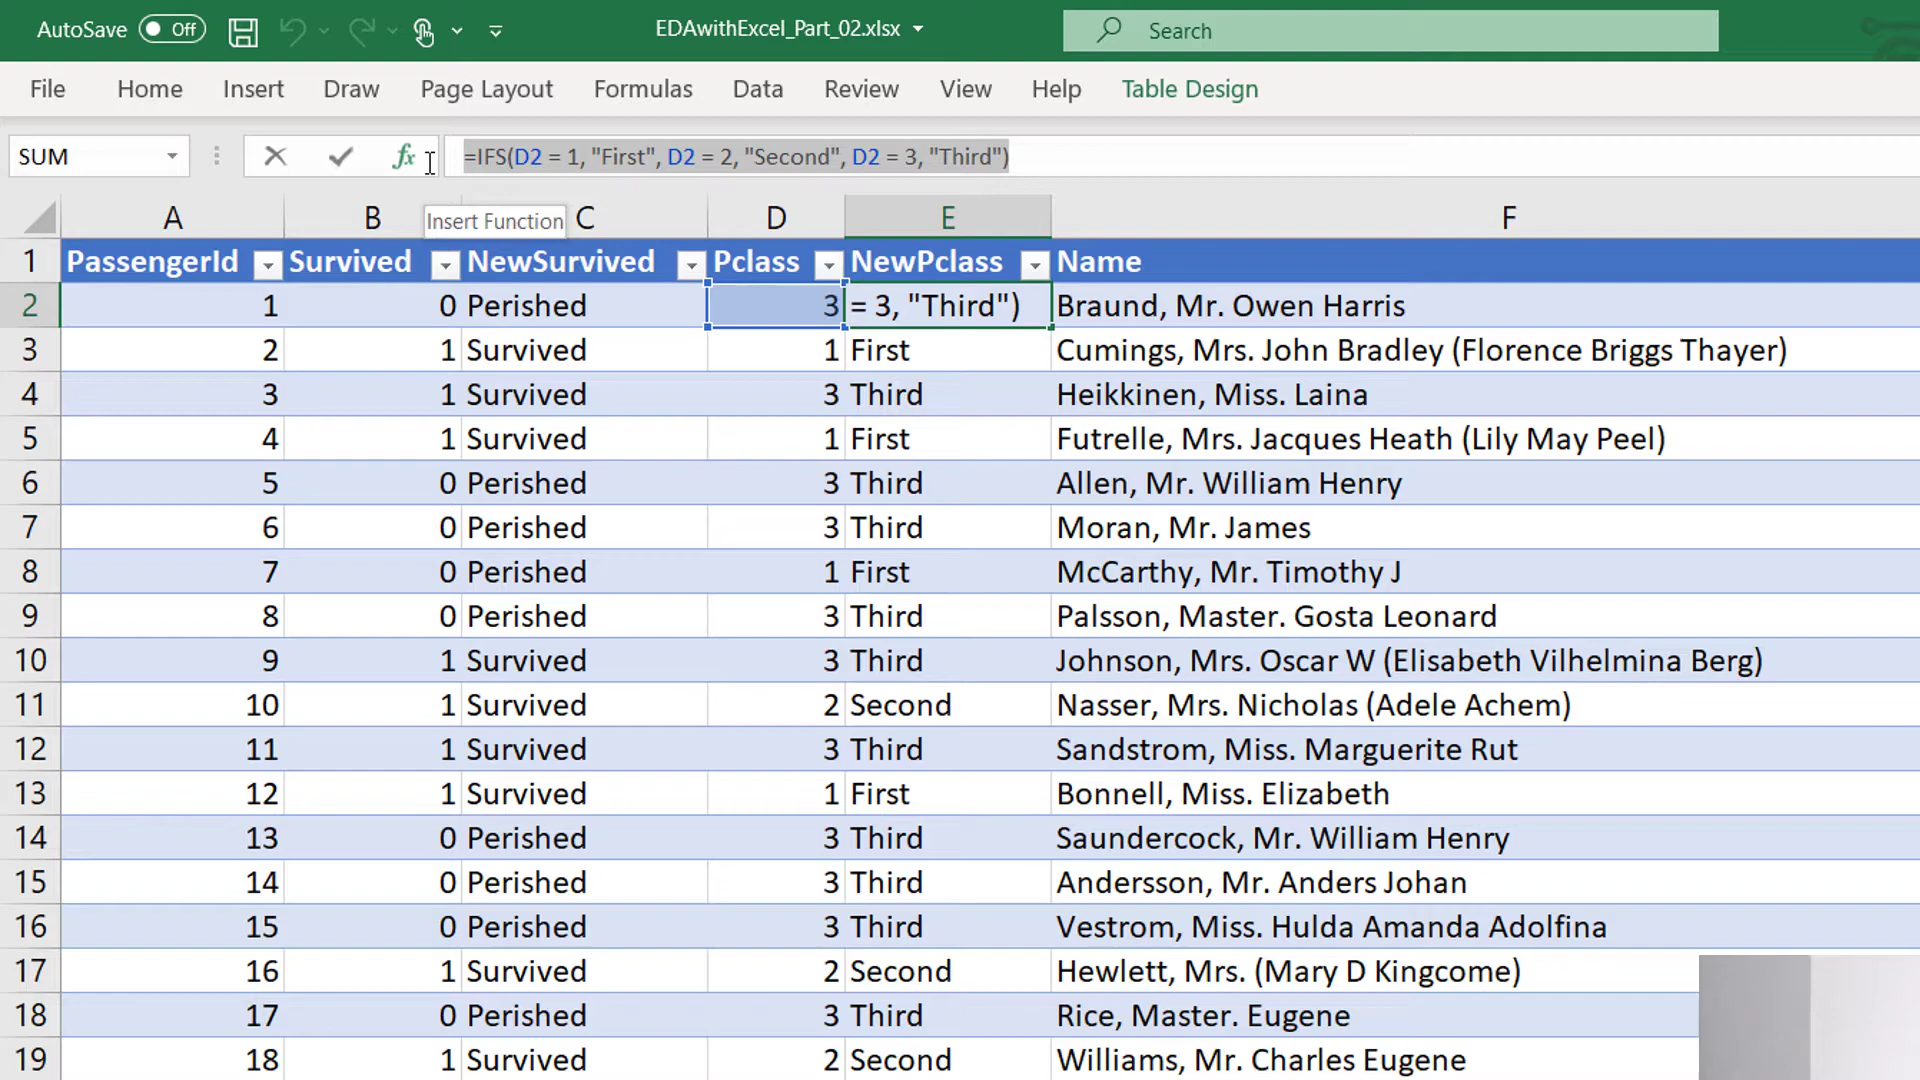 AutoSave Off EDAwithExcel_Part_02.xlsx Search
File Home Insert Draw Page Layout Formulas Data Review View Help Table Design
SUM fx =IFS(D2 = 1, "First", D2 = 2, "Second", D2 = 3, "Third")
Insert Function
A B C D E F
1 PassengerId Survived NewSurvived Pclass NewPclass Name
2 1 0 Perished 3 = 3, "Third") Braund, Mr. Owen Harris
3 2 1 Survived 1 First Cumings, Mrs. John Bradley (Florence Briggs Thayer)
4 3 1 Survived 3 Third Heikkinen, Miss. Laina
5 4 1 Survived 1 First Futrelle, Mrs. Jacques Heath (Lily May Peel)
6 5 0 Perished 3 Third Allen, Mr. William Henry
7 6 0 Perished 3 Third Moran, Mr. James
8 7 0 Perished 1 First McCarthy, Mr. Timothy J
9 8 0 Perished 3 Third Palsson, Master. Gosta Leonard
10 9 1 Survived 3 Third Johnson, Mrs. Oscar W (Elisabeth Vilhelmina Berg)
11 10 1 Survived 2 Second Nasser, Mrs. Nicholas (Adele Achem)
12 11 1 Survived 3 Third Sandstrom, Miss. Marguerite Rut
13 12 1 Survived 1 First Bonnell, Miss. Elizabeth
14 13 0 Perished 3 Third Saundercock, Mr. William Henry
15 14 0 Perished 3 Third Andersson, Mr. Anders Johan
16 15 0 Perished 3 Third Vestrom, Miss. Hulda Amanda Adolfina
17 16 1 Survived 2 Second Hewlett, Mrs. (Mary D Kingcome)
18 17 0 Perished 3 Third Rice, Master. Eugene
19 18 1 Survived 2 Second Williams, Mr. Charles Eugene